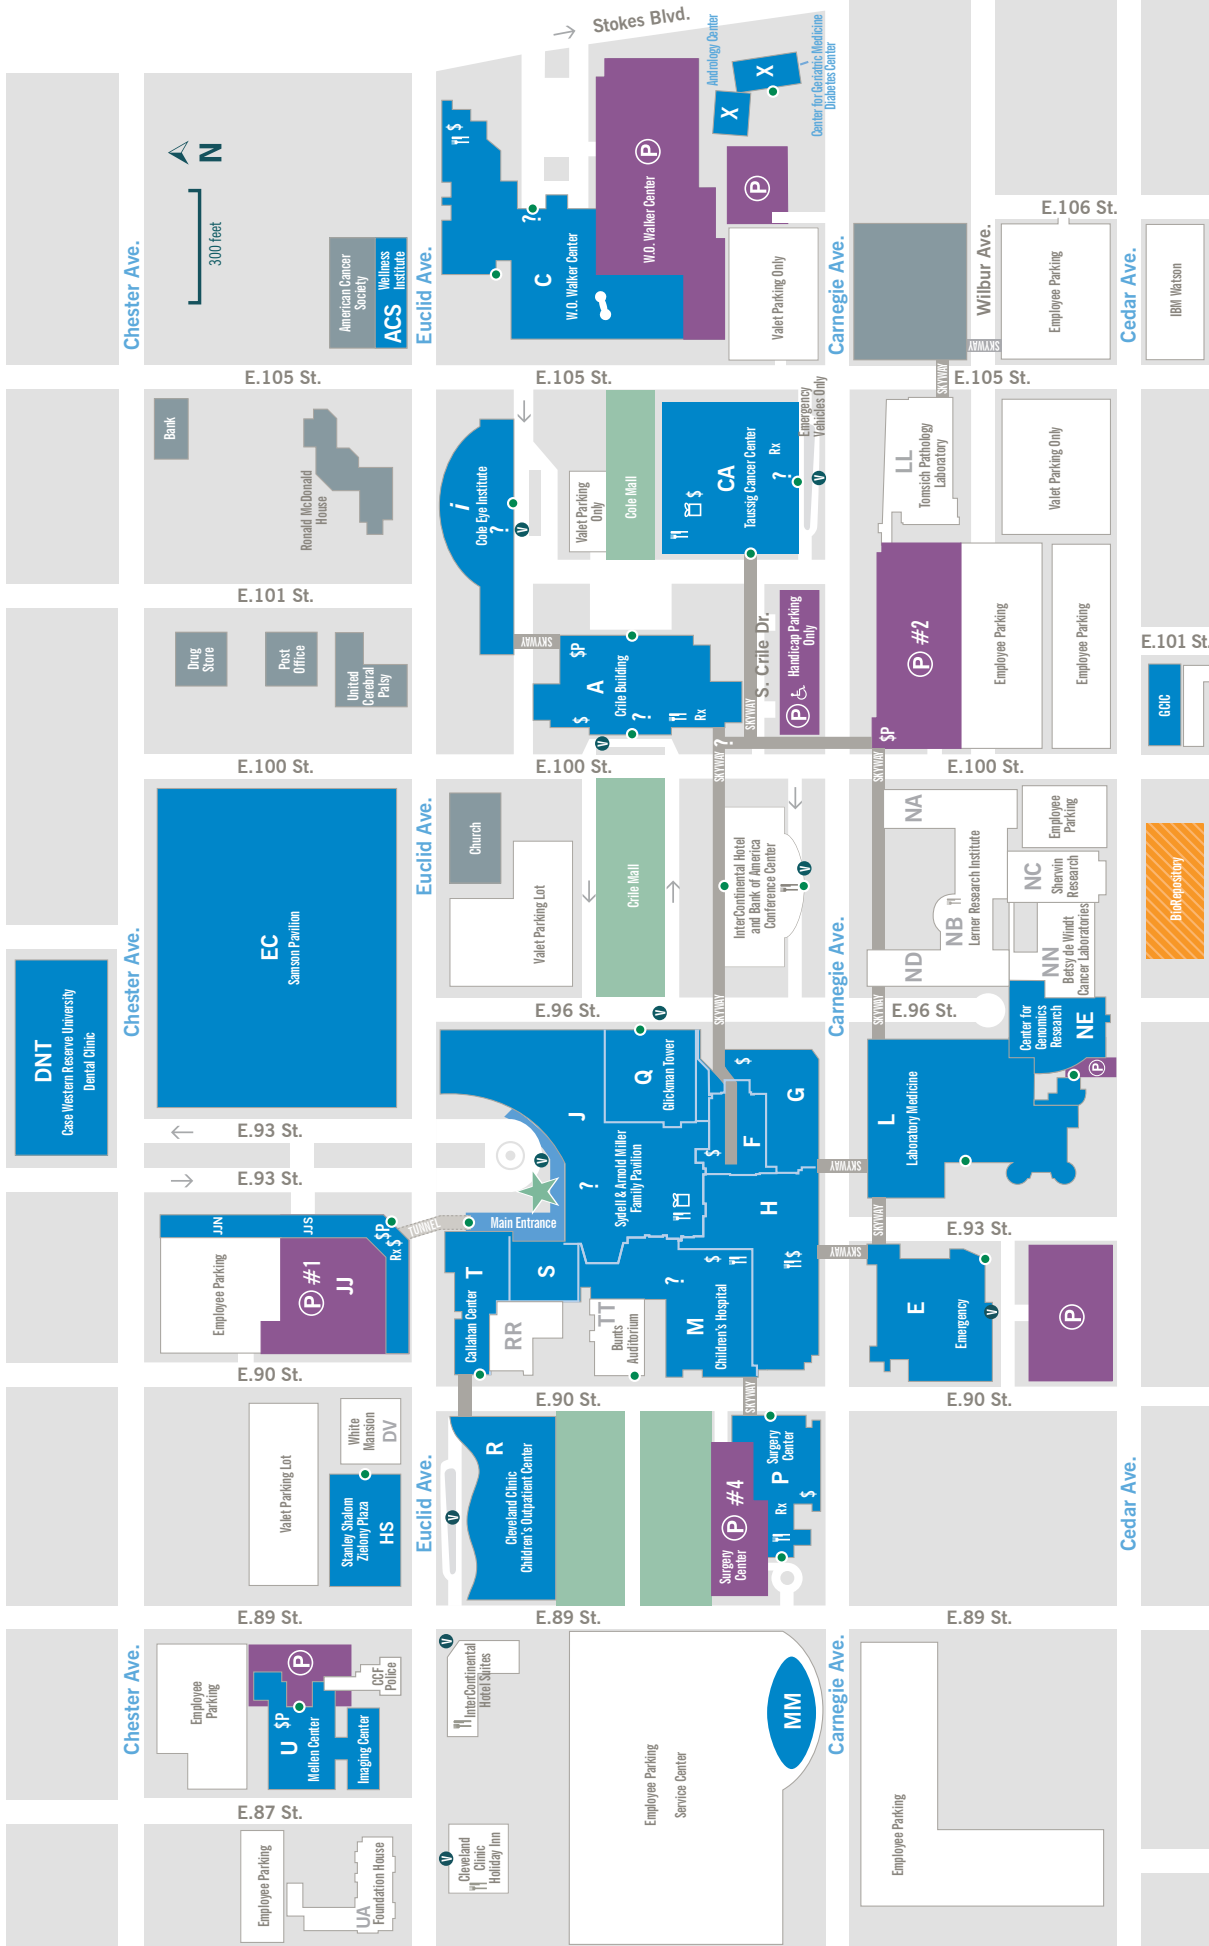 Stokes Blvd.
Andrology Center
X
X
Center for Geriatric Medicine
Diabetes Center
N
300 feet
Chester Ave.
Euclid Ave.
Carnegie Ave.
Wilbur Ave.
Cedar Ave.
E.106 St.
American Cancer
Society
Wellness
Institute
ACS
$
?
C
W.O. Walker Center
W.O. Walker Center
P
P
Valet Parking Only
Employee Parking
IBM Watson
SKYWAY
SKYWAY
E.105 St.
E.105 St.
E.105 St.
Bank
Ronald McDonald
House
i
Cole Eye Institute
?
V
Valet Parking
Only
Cole Mall
CA
Taussig Cancer Center
$
?
Rx
V
Emergency
Vehicles Only
LL
Tomsich Pathology
Laboratory
Valet Parking Only
E.101 St.
E.101 St.
Drug
Store
Post
Office
United
Cerebral
Palsy
SKYWAY
A
Crile Building
$P
$
?
Rx
V
S. Crile Dr.
SKYWAY
P
Handicap Parking
Only
P #2
$P
Employee Parking
Employee Parking
GCIC
E.100 St.
E.100 St.
E.100 St.
SKYWAY
?
SKYWAY
Euclid Ave.
Church
Valet Parking Lot
Crile Mall
InterContinental Hotel
and Bank of America
Conference Center
V
NA
NB
Lerner Research Institute
ND
NC
Sherwin
Research
NN
Betsy de Windt
Cancer Laboratories
Employee
Parking
BioRepository
EC
Samson Pavilion
DNT
Case Western Reserve University
Dental Clinic
Chester Ave.
Carnegie Ave.
E.96 St.
E.96 St.
SKYWAY
SKYWAY
V
Q
Glickman Tower
J
Sydell & Arnold Miller
Family Pavilion
?
V
Main Entrance
$
G
$
F
H
$
L
Laboratory Medicine
Center for
Genomics
Research
NE
P
E.93 St.
E.93 St.
E.93 St.
SKYWAY
SKYWAY
SKYWAY
TUNNEL
JJN
JJS
$P
Rx $
Employee Parking
P #1
JJ
T
Callahan Center
S
RR
TT
Bunts
Auditorium
M
Children's Hospital
?
$
E
Emergency
V
P
E.90 St.
E.90 St.
E.90 St.
SKYWAY
Valet Parking Lot
White
Mansion
DV
Stanley Shalom
Zielony Plaza
HS
Euclid Ave.
V
R
Cleveland Clinic
Children's Outpatient Center
Surgery
Center
P #4
Surgery
Center
P
Rx
$
Cedar Ave.
E.89 St.
E.89 St.
E.89 St.
Chester Ave.
Carnegie Ave.
Employee
Parking
P
CCF
Police
U
$P
Mellen Center
Imaging Center
V
InterContinental
Hotel Suites
MM
Employee Parking
Service Center
Employee Parking
E.87 St.
Employee Parking
UA
Foundation House
V
Cleveland
Clinic
Holiday Inn